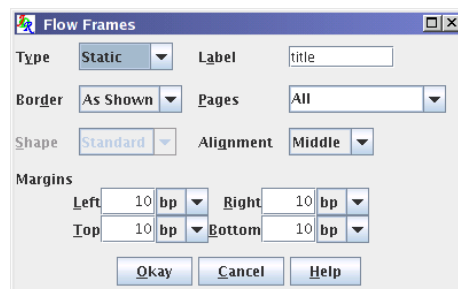 Flow Frames
Type Static Label title
Border As Shown Pages All
Shape Standard Alignment Middle
Margins
Left 10 bp Right 10 bp
Top 10 bp Bottom 10 bp
Okay Cancel Help